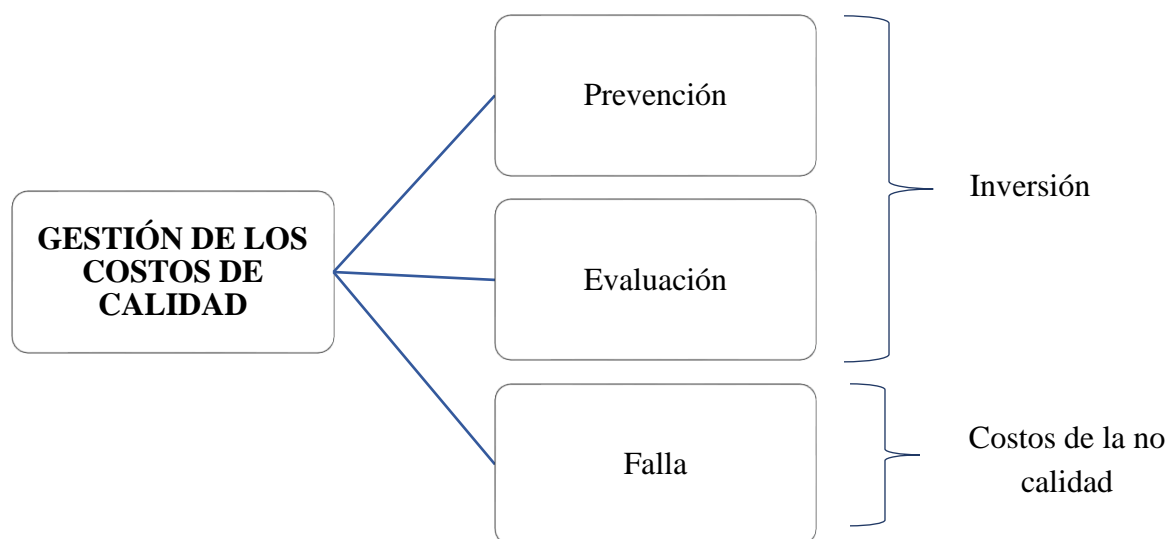 GESTIÓN DE LOS
COSTOS DE
CALIDAD
Prevención
Evaluación
Falla
Inversión
Costos de la no
calidad